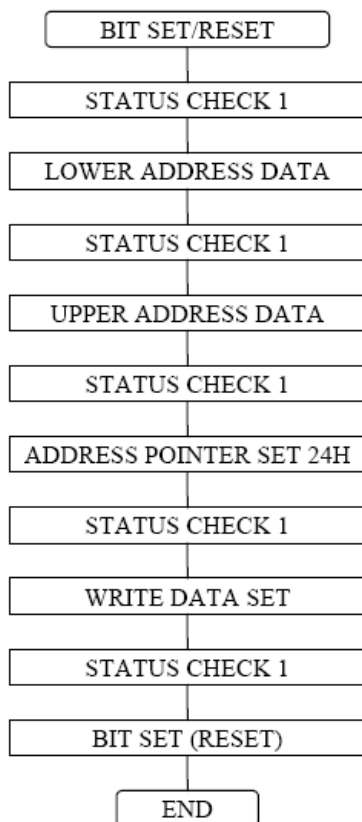 BIT SET/RESET
STATUS CHECK 1
LOWER ADDRESS DATA
STATUS CHECK 1
UPPER ADDRESS DATA
STATUS CHECK 1
ADDRESS POINTER SET 24H
STATUS CHECK 1
WRITE DATA SET
STATUS CHECK 1
BIT SET (RESET)
END